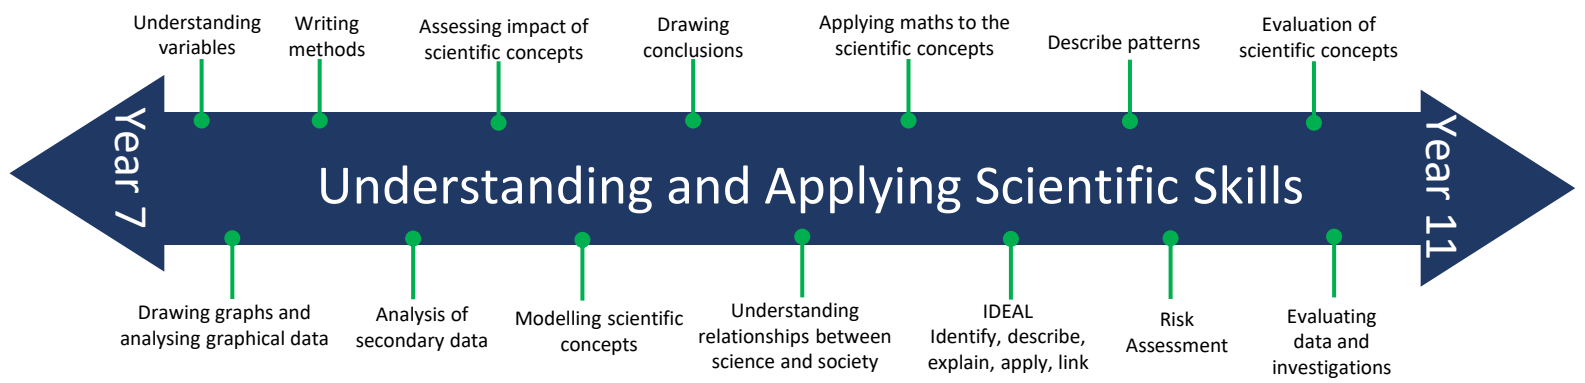 Understanding
variables
Writing
methods
Assessing impact of
scientific concepts
Drawing
conclusions
Applying maths to the
scientific concepts
Describe patterns
Evaluation of
scientific concepts
Year 7
Understanding and Applying Scientific Skills
Year 11
Drawing graphs and
analysing graphical data
Analysis of
secondary data
Modelling scientific
concepts
Understanding
relationships between
science and society
IDEAL
Identify, describe,
explain, apply, link
Risk
Assessment
Evaluating
data and
investigations